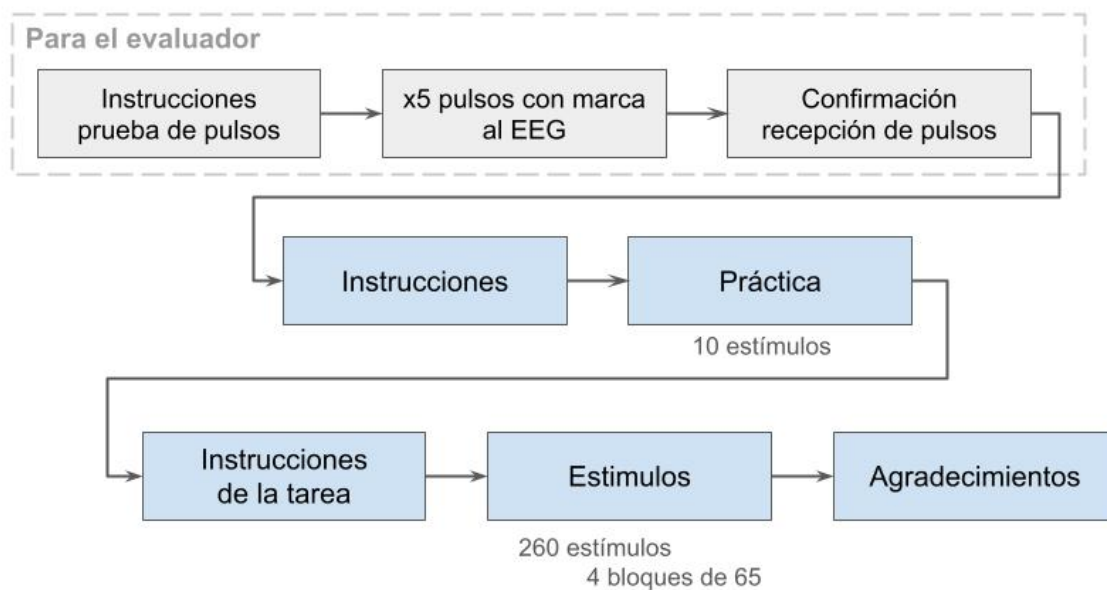 Para el evaluador
Instrucciones
prueba de pulsos
x5 pulsos con marca
al EEG
Confirmación
recepción de pulsos
Instrucciones
Práctica
10 estímulos
Instrucciones
de la tarea
Estimulos
Agradecimientos
260 estímulos
4 bloques de 65